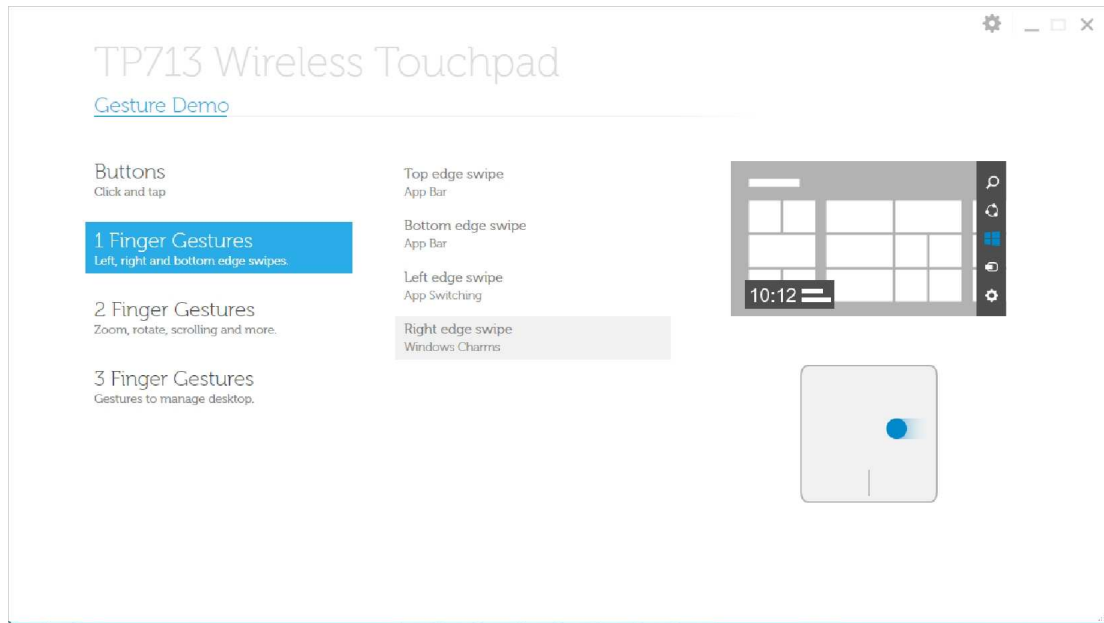 TP713 Wireless Touchpad
Gesture Demo
Buttons
Click and tap
1 Finger Gestures
Left, right and bottom edge swipes.
2 Finger Gestures
Zoom, rotate, scrolling and more.
3 Finger Gestures
Gestures to manage desktop.
Top edge swipe
App Bar
Bottom edge swipe
App Bar
Left edge swipe
App Switching
Right edge swipe
Windows Charms
10:12